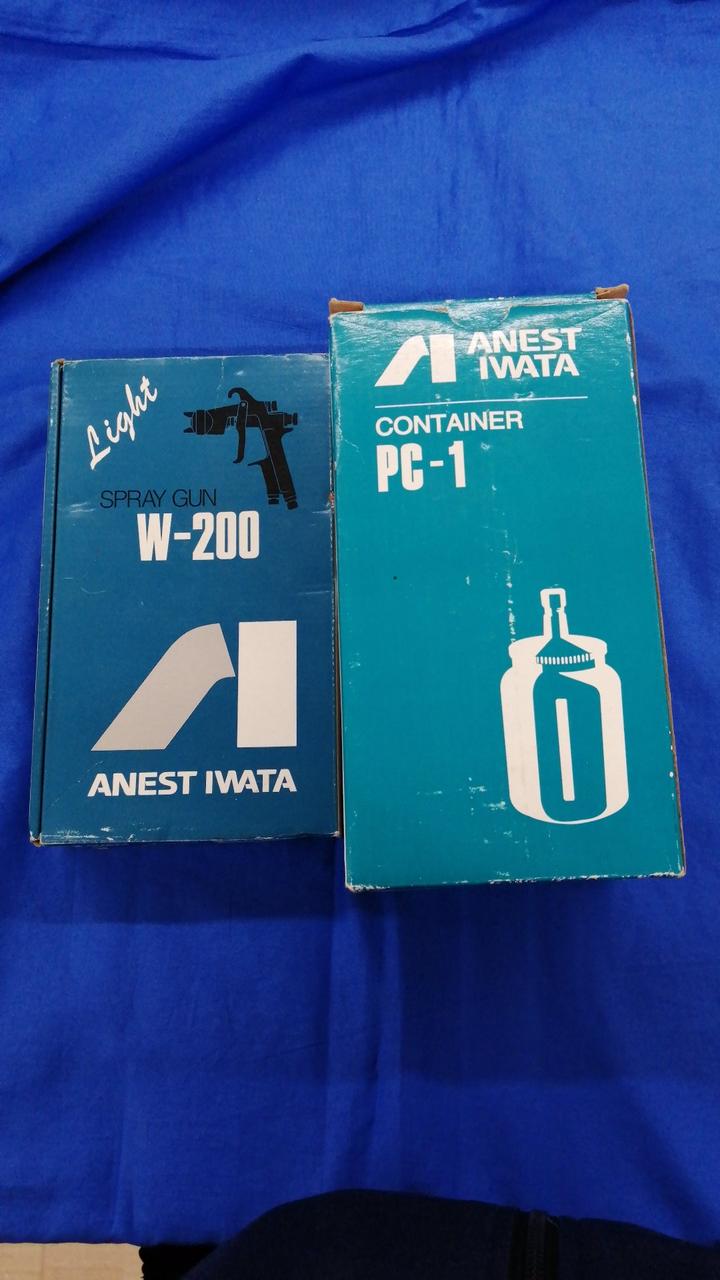 Light
SPRAY GUN
W-200
ANEST IWATA
ANEST
IWATA
CONTAINER
PC-1